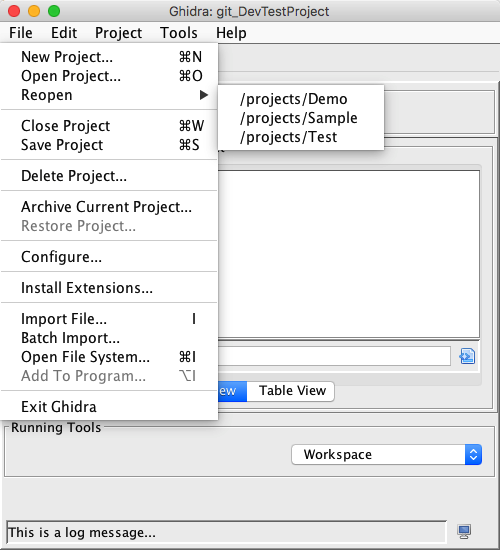 Ghidra: git_DevTestProject
File Edit Project Tools Help
New Project... ⌘N
Open Project... ⌘O
Reopen
/projects/Demo
/projects/Sample
/projects/Test
Close Project ⌘W
Save Project ⌘S
Delete Project...
Archive Current Project...
Restore Project...
Configure...
Install Extensions...
Import File... I
Batch Import...
Open File System... ⌘I
Add To Program... ⌥I
Exit Ghidra
Table View
Running Tools
Workspace
This is a log message...